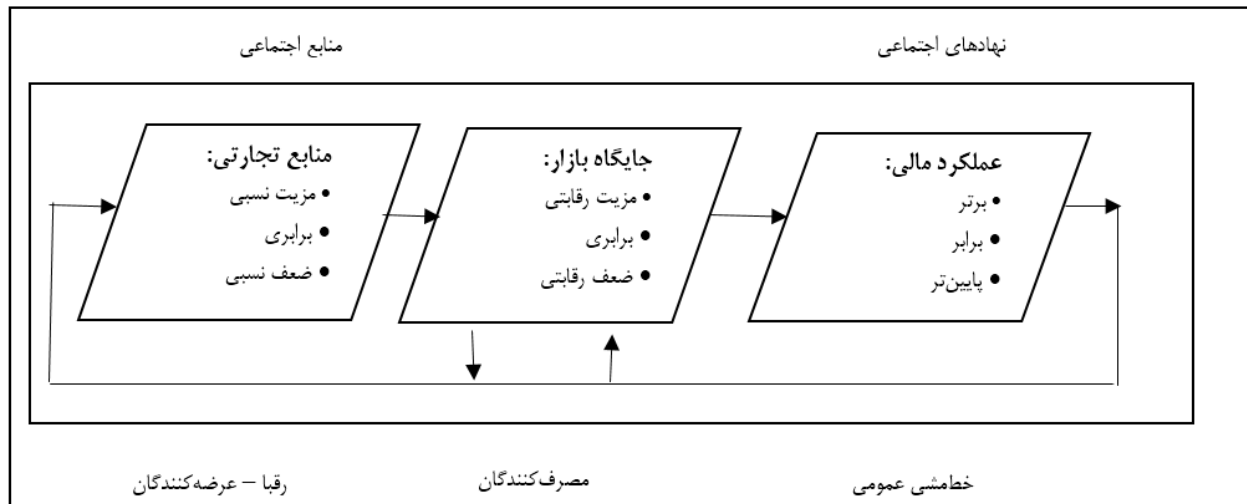 نهادهای اجتماعی
منابع اجتماعی
منابع تجارتی:
• مزیت نسبی
• برابری
• ضعف نسبی
جایگاه بازار:
• مزیت رقابتی
• برابری
• ضعف رقابتی
عملکرد مالی:
• برتر
• برابر
• پایین‌تر
رقبا – عرضه‌کنندگان
مصرف‌کنندگان
خط‌مشی عمومی